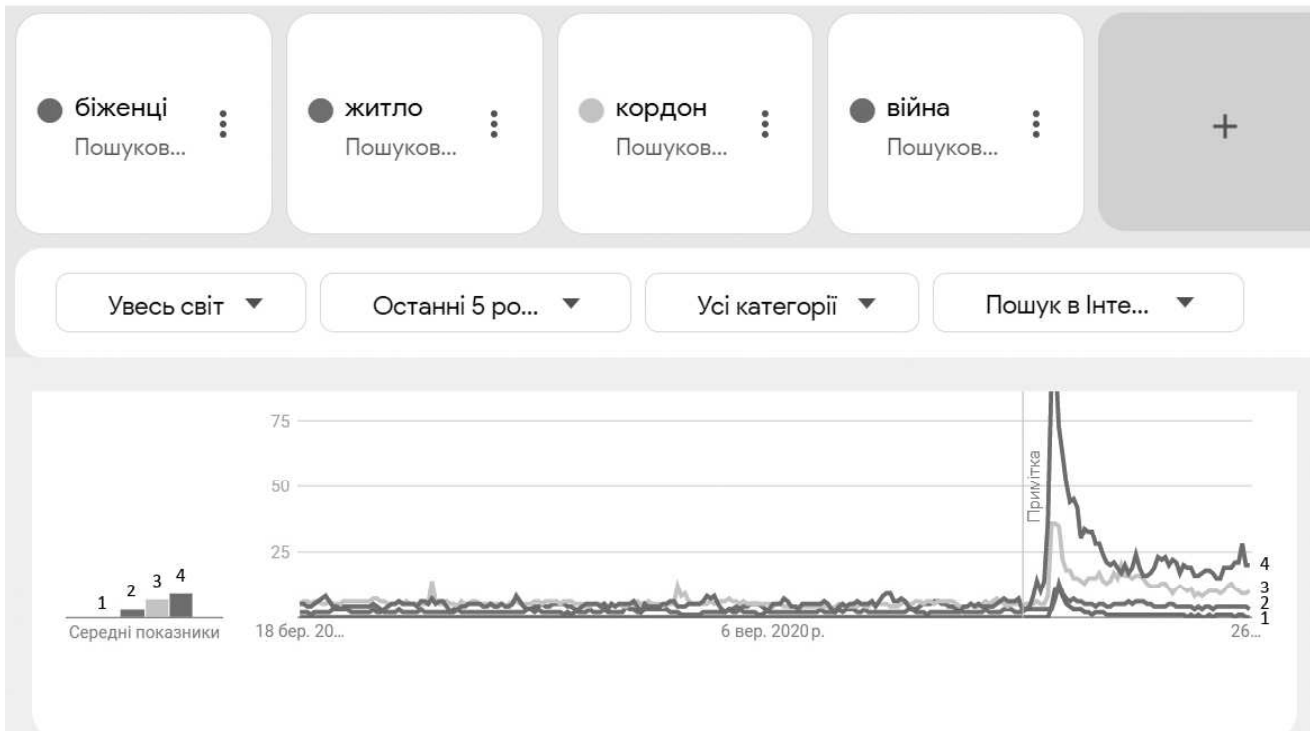 біженці
Пошуков...
житло
Пошуков...
кордон
Пошуков...
війна
Пошуков...
+
Увесь світ
Останні 5 ро...
Усі категорії
Пошук в Інте...
75
50
25
Примітка
1 2 3 4
Середні показники
4
3
2
1
18 бер. 20...
6 вер. 2020 р.
26...